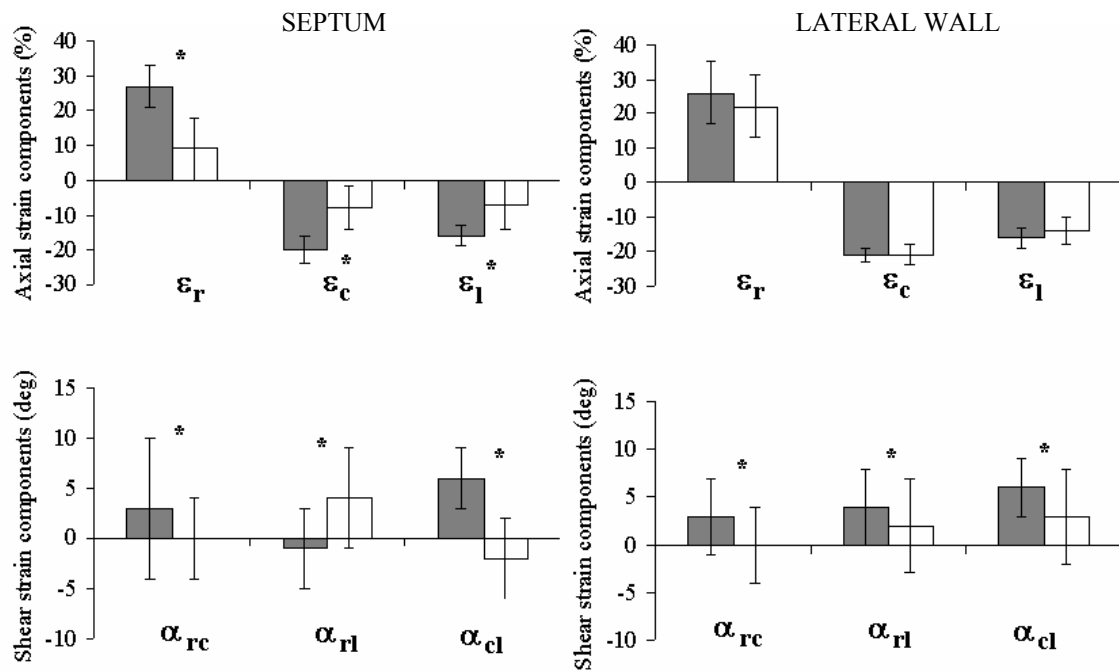 SEPTUM
Axial strain components (%)
40
30
20
10
0
-10
-20
-30
*
*
*
εr
εc
εl
LATERAL WALL
Axial strain components (%)
40
30
20
10
0
-10
-20
-30
εr
εc
εl
Shear strain components (deg)
15
10
5
0
-5
-10
*
*
*
αrc
αrl
αcl
Shear strain components (deg)
15
10
5
0
-5
-10
*
*
*
αrc
αrl
αcl